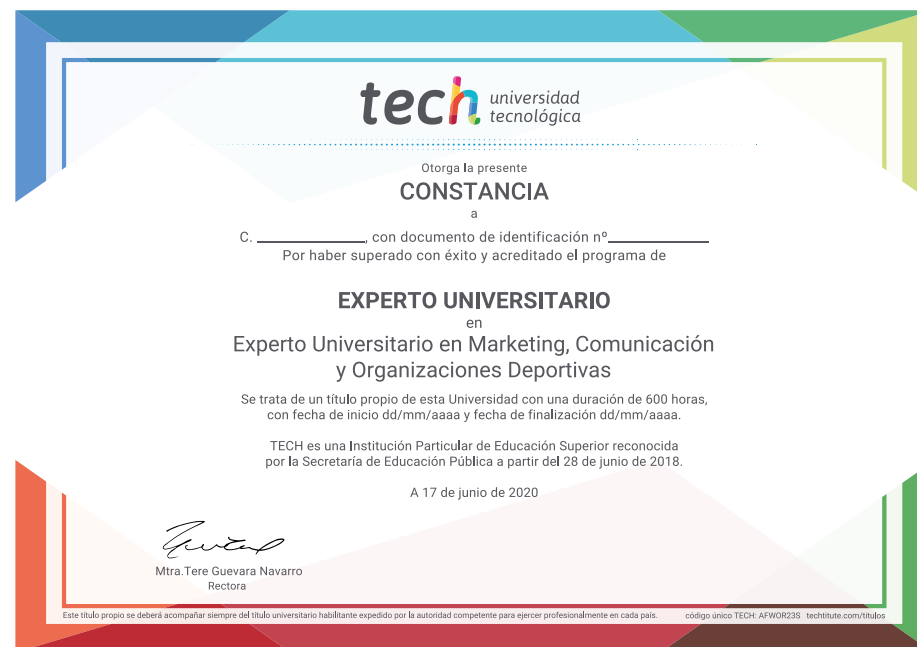 tech universidad
tecnológica
Otorga la presente
CONSTANCIA
a
C. ____________, con documento de identificación nº____________
Por haber superado con éxito y acreditado el programa de
EXPERTO UNIVERSITARIO
en
Experto Universitario en Marketing, Comunicación
y Organizaciones Deportivas
Se trata de un título propio de esta Universidad con una duración de 600 horas,
con fecha de inicio dd/mm/aaaa y fecha de finalización dd/mm/aaaa.
TECH es una Institución Particular de Educación Superior reconocida
por la Secretaría de Educación Pública a partir del 28 de junio de 2018.
A 17 de junio de 2020
Mtra.Tere Guevara Navarro
Rectora
Este título propio se deberá acompañar siempre del título universitario habilitante expedido por la autoridad competente para ejercer profesionalmente en cada país. código único TECH: AFWOR23S techtitute.com/titulos